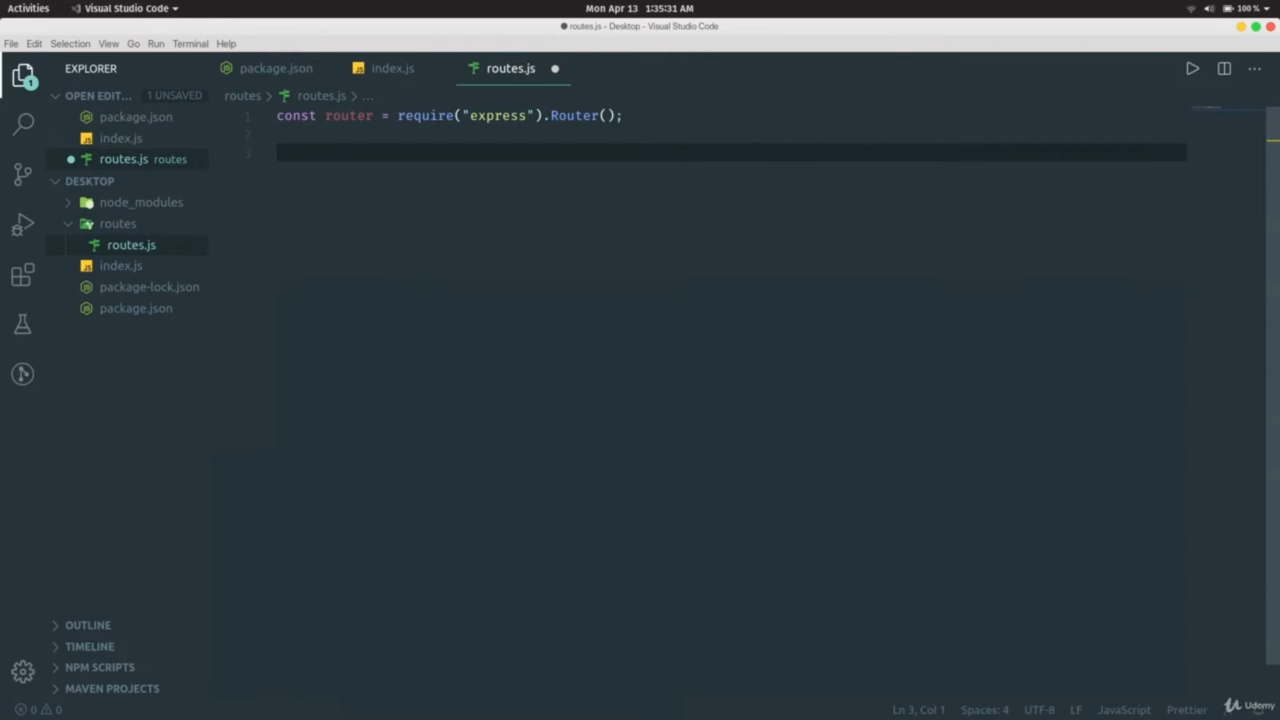 Activities
Visual Studio Code
Mon Apr 13 1:35:31 AM
100 %
routes.js - Desktop - Visual Studio Code
File Edit Selection View Go Run Terminal Help
EXPLORER
package.json
index.js
routes.js
OPEN EDIT... 1 UNSAVED
routes > routes.js > ...
package.json
index.js
routes.js routes
DESKTOP
node_modules
routes
routes.js
index.js
package-lock.json
package.json
1 const router = require("express").Router();
2
3
OUTLINE
TIMELINE
NPM SCRIPTS
MAVEN PROJECTS
0 0
Ln 3, Col 1 Spaces: 4 UTF-8 LF JavaScript Prettier
Udemy